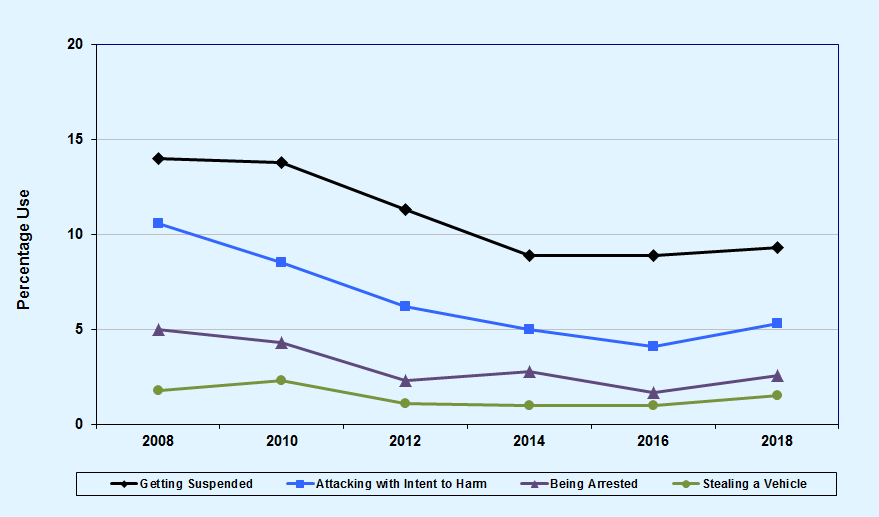 20
15
10
5
0
Percentage Use
2008 2010 2012 2014 2016 2018
Getting Suspended Attacking with Intent to Harm Being Arrested Stealing a Vehicle